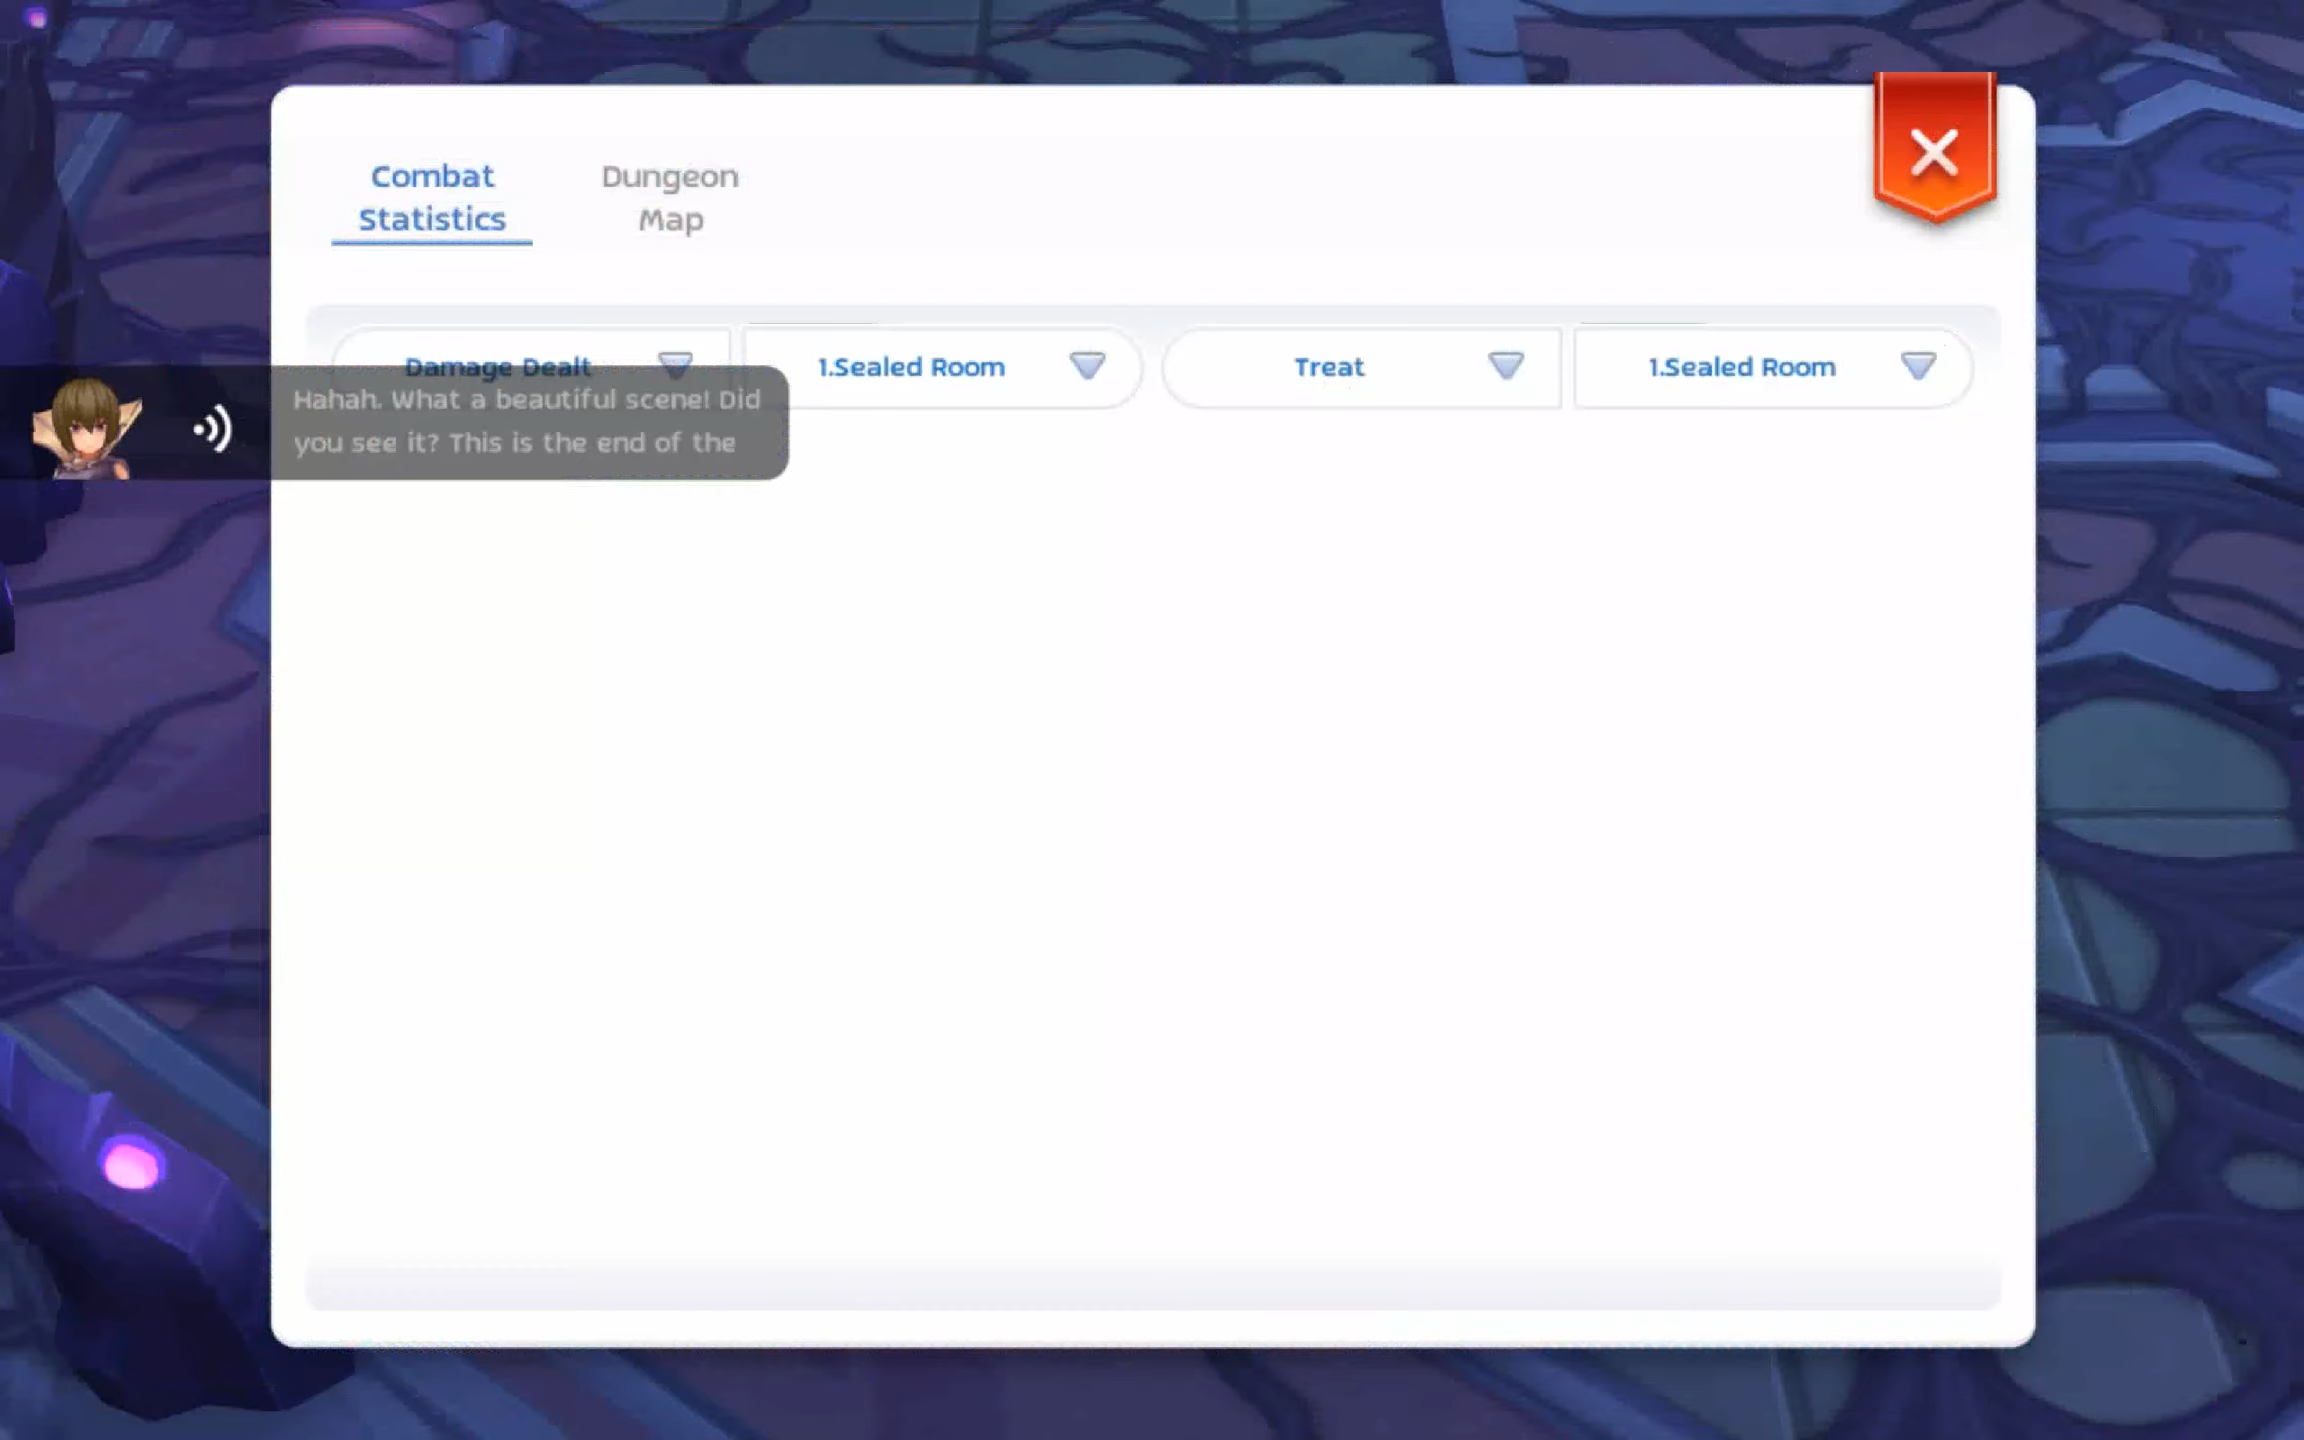 Combat
Statistics
Dungeon
Map
Damage Dealt
1.Sealed Room
Treat
1.Sealed Room
Hahah. What a beautiful scene! Did
you see it? This is the end of the